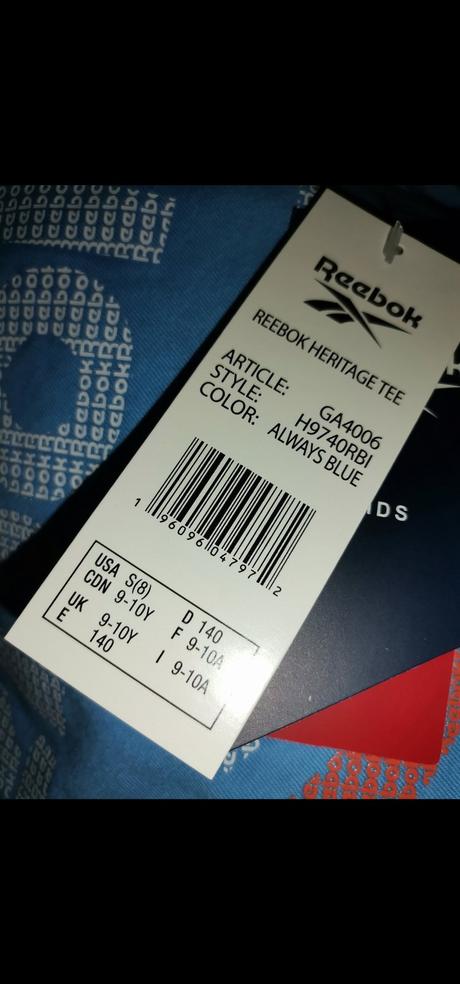 Reebok
REEBOK HERITAGE TEE
ARTICLE: GA4006
STYLE: H9740RBI
COLOR: ALWAYS BLUE
1 96096 04797 2
USA S(8) D 140
CDN 9-10Y F 9-10A
UK 9-10Y I 9-10A
E 140
IDS